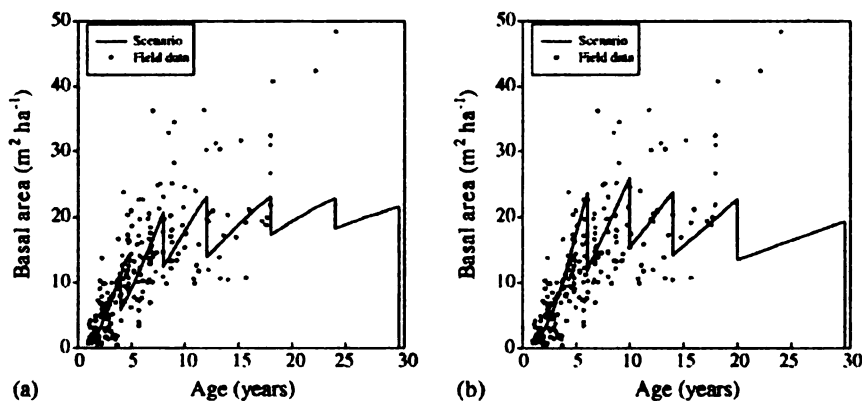 50
40
30
20
10
0
Basal area (m² ha⁻¹)
Scenario
Field data
0 5 10 15 20 25 30
(a) Age (years)
50
40
30
20
10
0
Basal area (m² ha⁻¹)
Scenario
Field data
0 5 10 15 20 30
(b) Age (years)